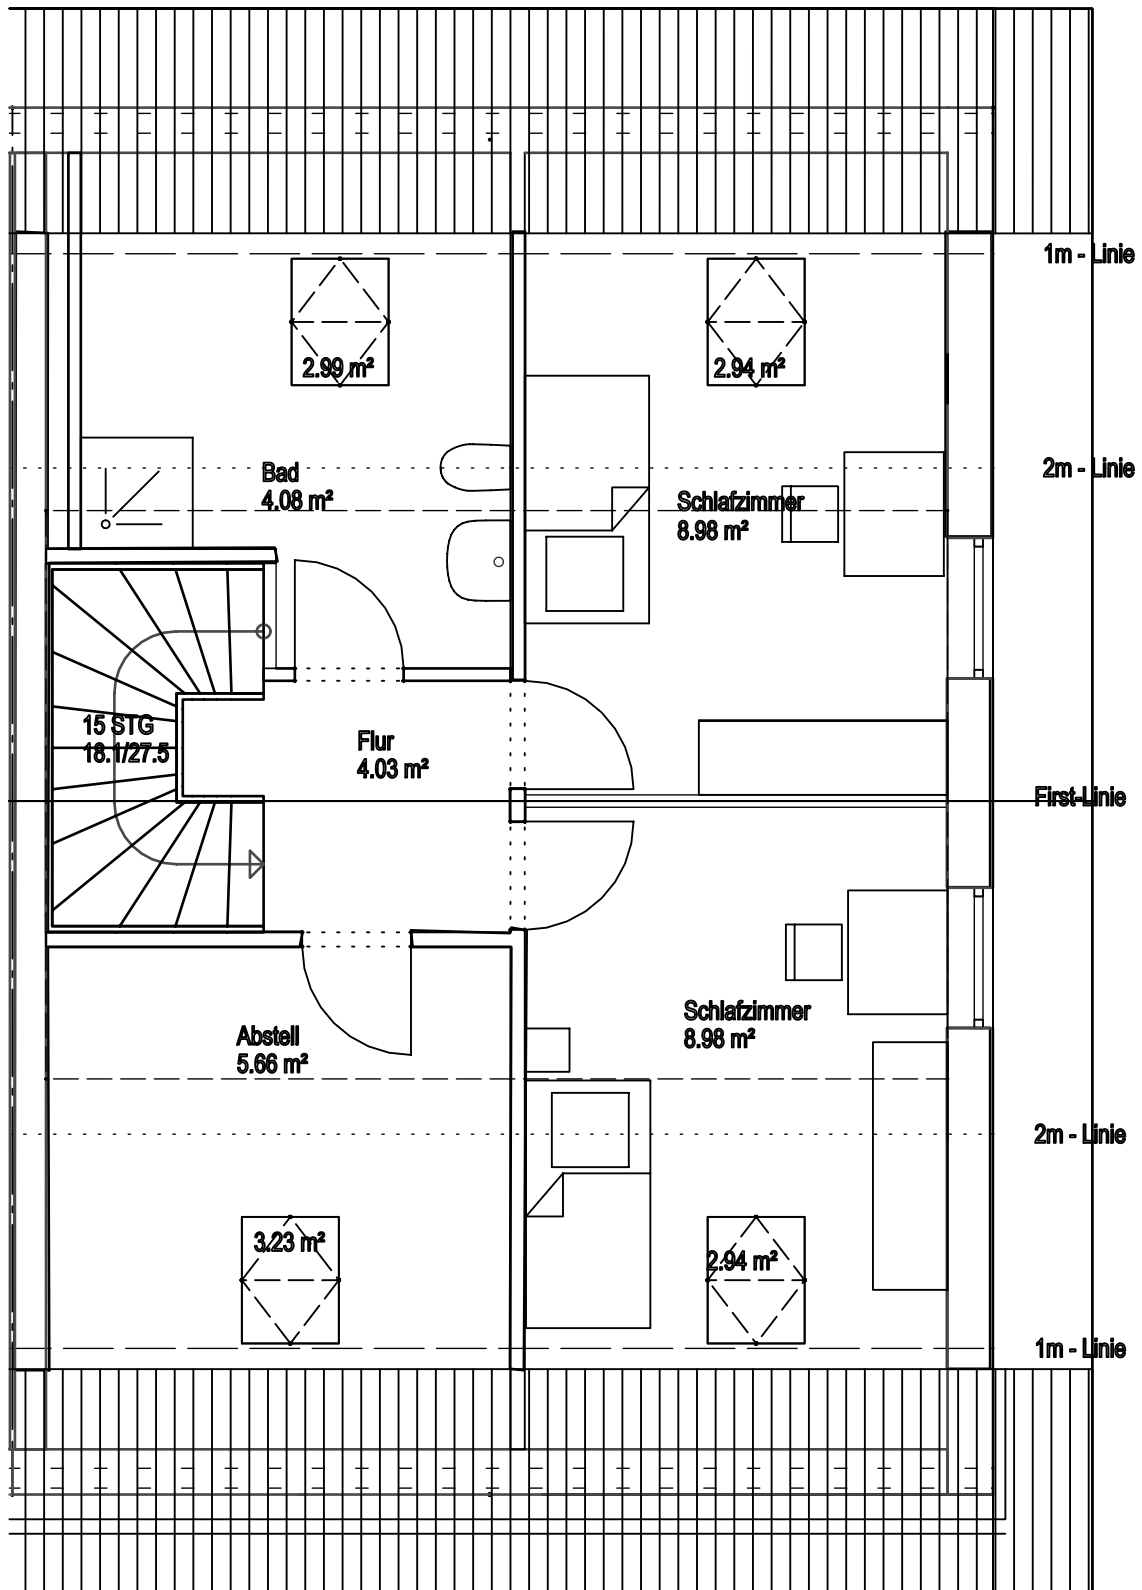 1m - Linie
2.99 m²
2.94 m²
2m - Linie
Bad
4.08 m²
Schlafzimmer
8.98 m²
15 STG
18.1/27.5
Flur
4.03 m²
First-Linie
Schlafzimmer
8.98 m²
Abstell
5.66 m²
2m - Linie
3.23 m²
2.94 m²
1m - Linie